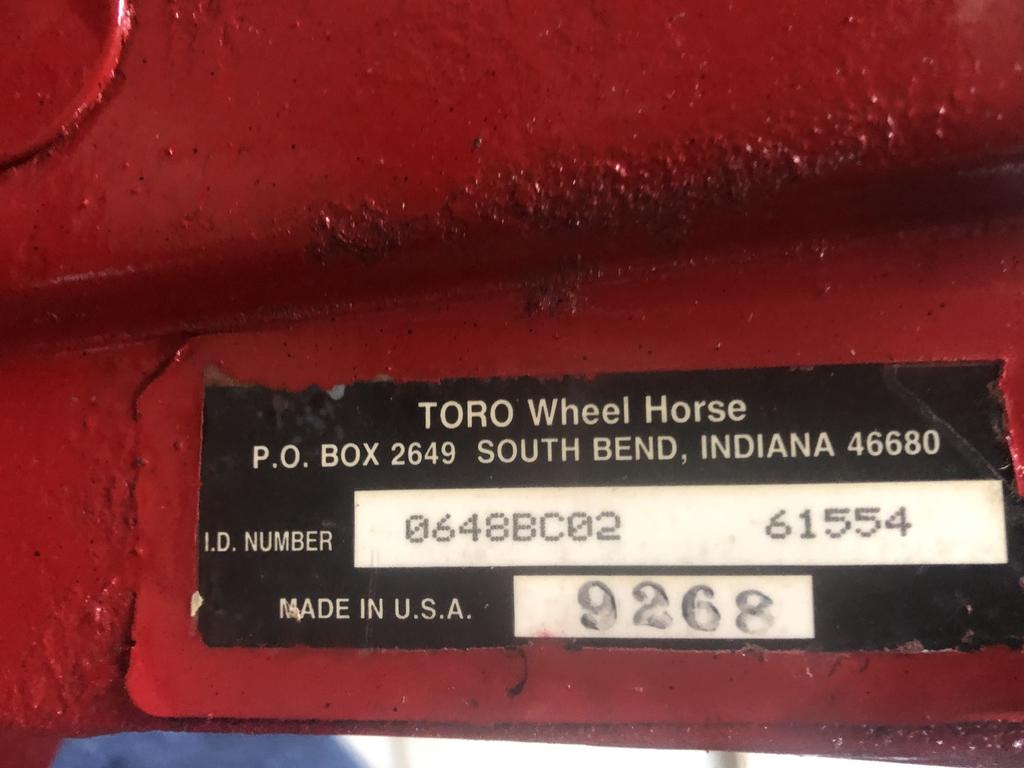 TORO Wheel Horse
P.O. BOX 2649 SOUTH BEND, INDIANA 46680
I.D. NUMBER 0648BC02 61554
MADE IN U.S.A. 9268